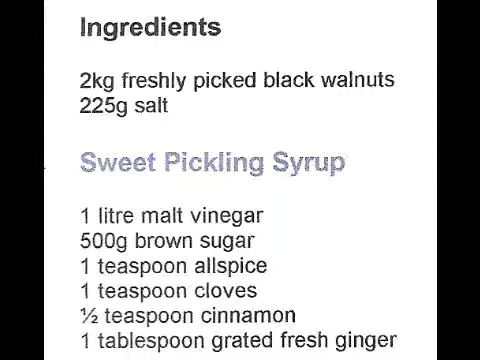 Ingredients
2kg freshly picked black walnuts
225g salt
Sweet Pickling Syrup
1 litre malt vinegar
500g brown sugar
1 teaspoon allspice
1 teaspoon cloves
½ teaspoon cinnamon
1 tablespoon grated fresh ginger